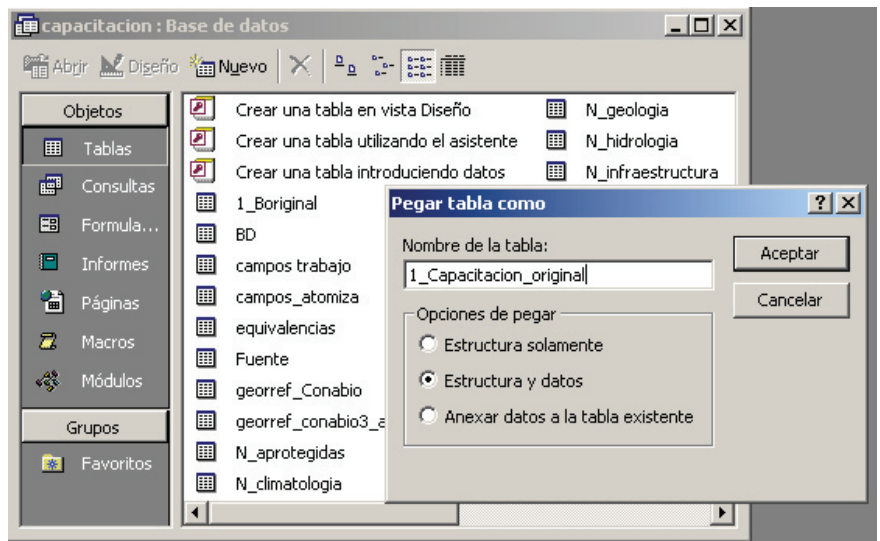 capacitacion : Base de datos
Abrir Diseño Nuevo
Objetos
Tablas
Consultas
Formula...
Informes
Páginas
Macros
Módulos
Grupos
Favoritos
Crear una tabla en vista Diseño
Crear una tabla utilizando el asistente
Crear una tabla introduciendo datos
1_Boriginal
BD
campos trabajo
campos_atomiza
equivalencias
Fuente
georref_Conabio
georref_conabio3_a
N_aprotegidas
N_climatologia
N_geologia
N_hidrologia
N_infraestructura
Pegar tabla como
Nombre de la tabla:
1_Capacitacion_original
Opciones de pegar
Estructura solamente
Estructura y datos
Anexar datos a la tabla existente
Aceptar
Cancelar